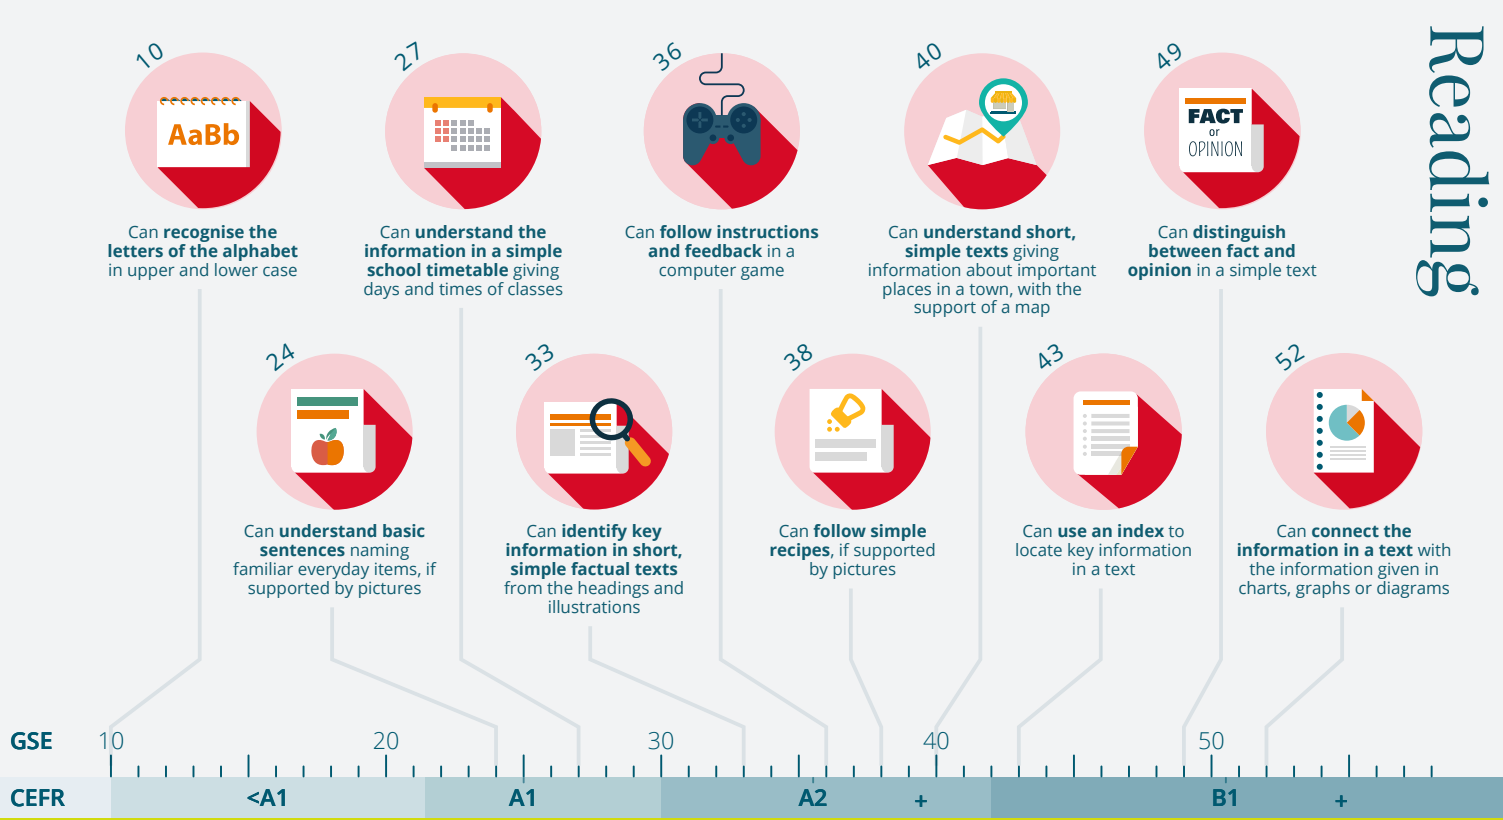 Reading
10
AaBb
Can recognise the
letters of the alphabet
in upper and lower case
27
Can understand the
information in a simple
school timetable giving
days and times of classes
36
Can follow instructions
and feedback in a
computer game
40
Can understand short,
simple texts giving
information about important
places in a town, with the
support of a map
49
FACT
or
OPINION
Can distinguish
between fact and
opinion in a simple text
24
Can understand basic
sentences naming
familiar everyday items, if
supported by pictures
33
Can identify key
information in short,
simple factual texts
from the headings and
illustrations
38
Can follow simple
recipes, if supported
by pictures
43
Can use an index to
locate key information
in a text
52
Can connect the
information in a text with
the information given in
charts, graphs or diagrams
GSE 10 20 30 40 50
CEFR <A1 A1 A2 + B1 +